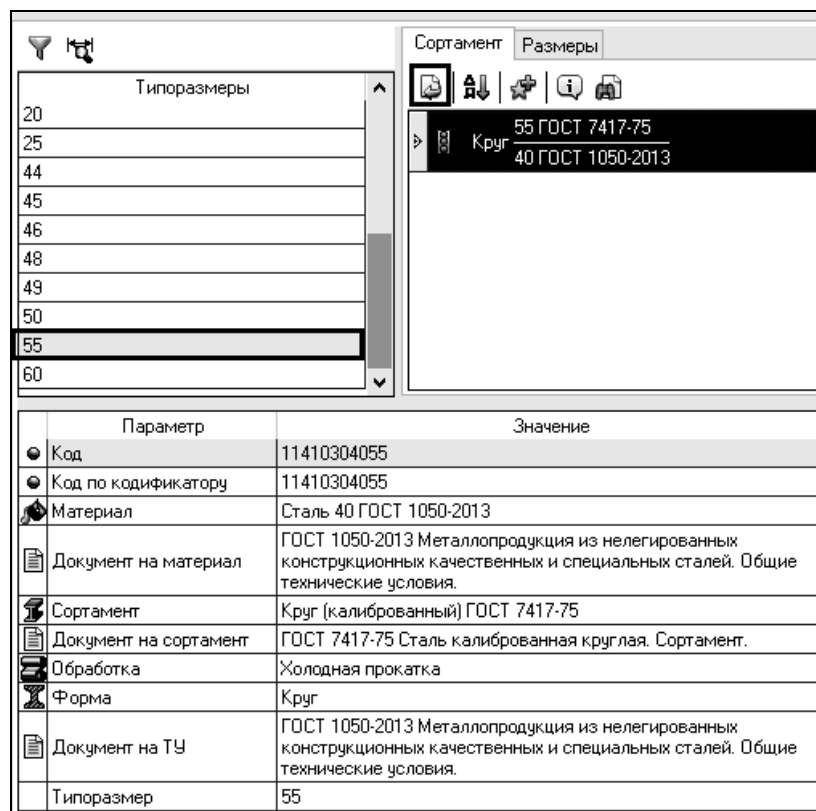 Сортамент Размеры
Типоразмеры
20
25
44
45
46
48
49
50
55
60
Круг 55 ГОСТ 7417-75
40 ГОСТ 1050-2013
Параметр Значение
Код 11410304055
Код по кодификатору 11410304055
Материал Сталь 40 ГОСТ 1050-2013
Документ на материал ГОСТ 1050-2013 Металлопродукция из нелегированных
конструкционных качественных и специальных сталей. Общие
технические условия.
Сортамент Круг (калиброванный) ГОСТ 7417-75
Документ на сортамент ГОСТ 7417-75 Сталь калиброванная круглая. Сортамент.
Обработка Холодная прокатка
Форма Круг
Документ на ТУ ГОСТ 1050-2013 Металлопродукция из нелегированных
конструкционных качественных и специальных сталей. Общие
технические условия.
Типоразмер 55